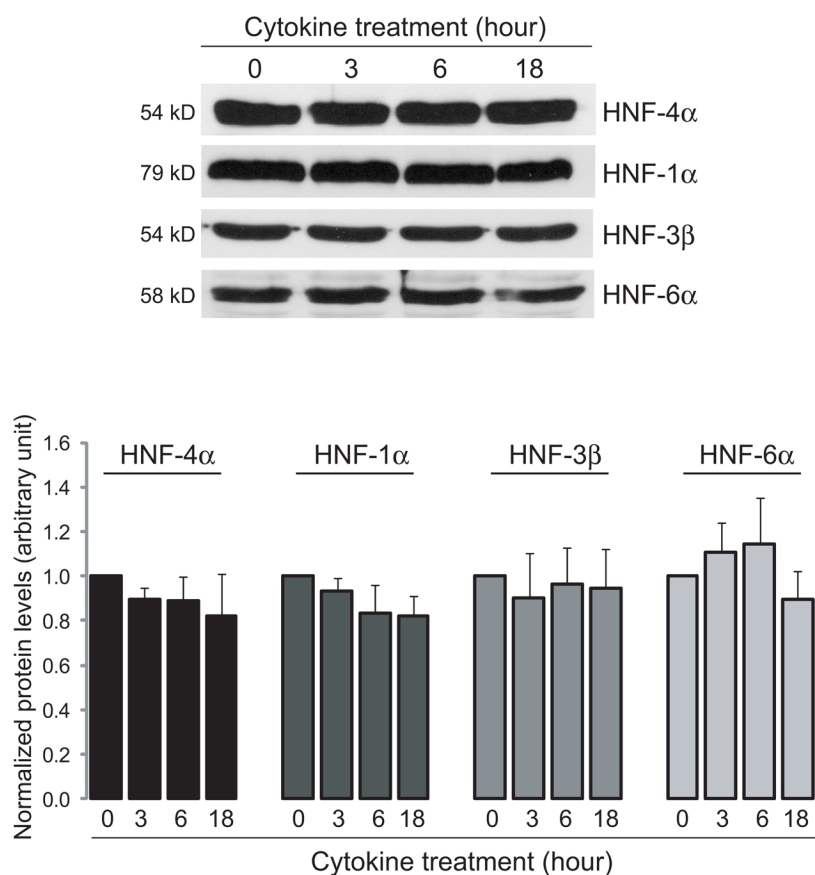 Cytokine treatment (hour)
0 3 6 18
54 kD HNF-4α
79 kD HNF-1α
54 kD HNF-3β
58 kD HNF-6α
Normalized protein levels (arbitrary unit)
1.6
1.4
1.2
1.0
0.8
0.6
0.4
0.2
0.0
HNF-4α HNF-1α HNF-3β HNF-6α
0 3 6 18 0 3 6 18 0 3 6 18 0 3 6 18
Cytokine treatment (hour)